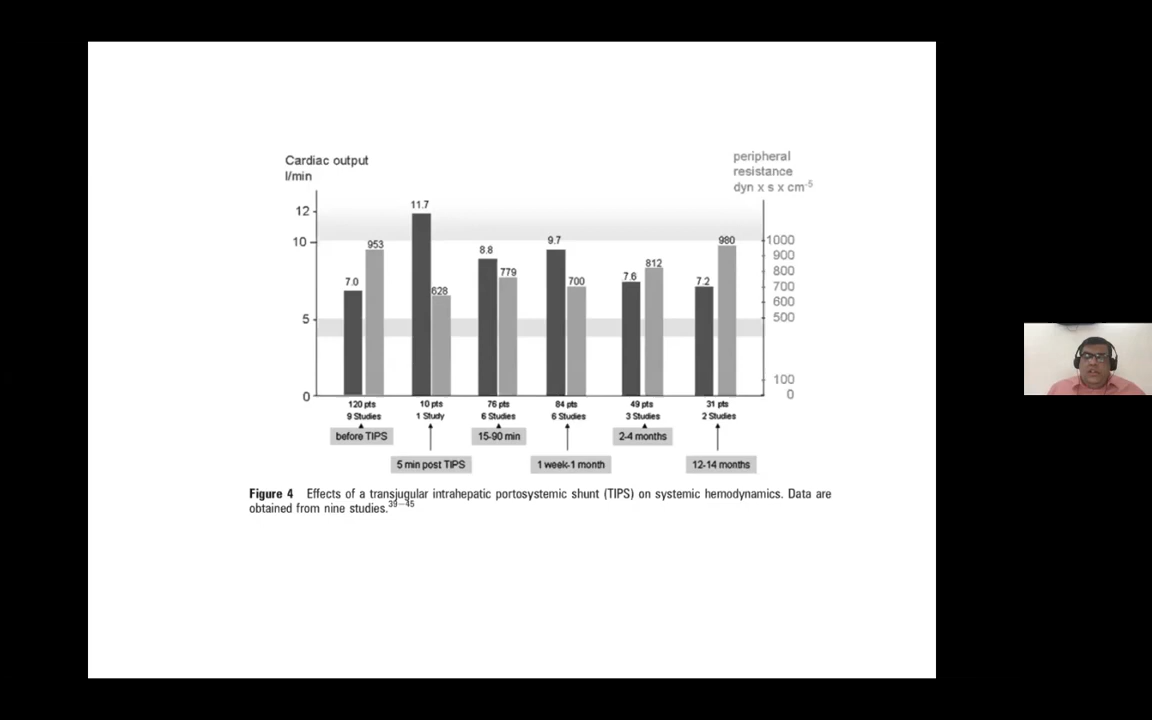 Cardiac output
l/min
peripheral
resistance
dyn x s x cm-5
12
10
5
0
1000
900
800
700
600
500
100
0
7.0
953
11.7
628
8.8
779
9.7
700
7.6
812
7.2
980
120 pts
9 Studies
before TIPS
10 pts
1 Study
5 min post TIPS
76 pts
6 Studies
15-90 min
84 pts
6 Studies
1 week-1 month
49 pts
3 Studies
2-4 months
31 pts
2 Studies
12-14 months
Figure 4 Effects of a transjugular intrahepatic portosystemic shunt (TIPS) on systemic hemodynamics. Data are
obtained from nine studies.39–45